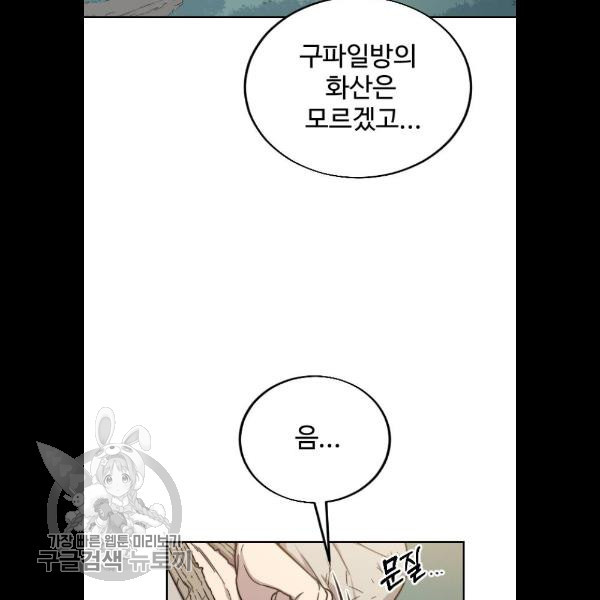 구파일방의
화산은
모르겠고...
음...
문질...
가장 빠른 웹툰 미리보기
구글검색 뉴토끼